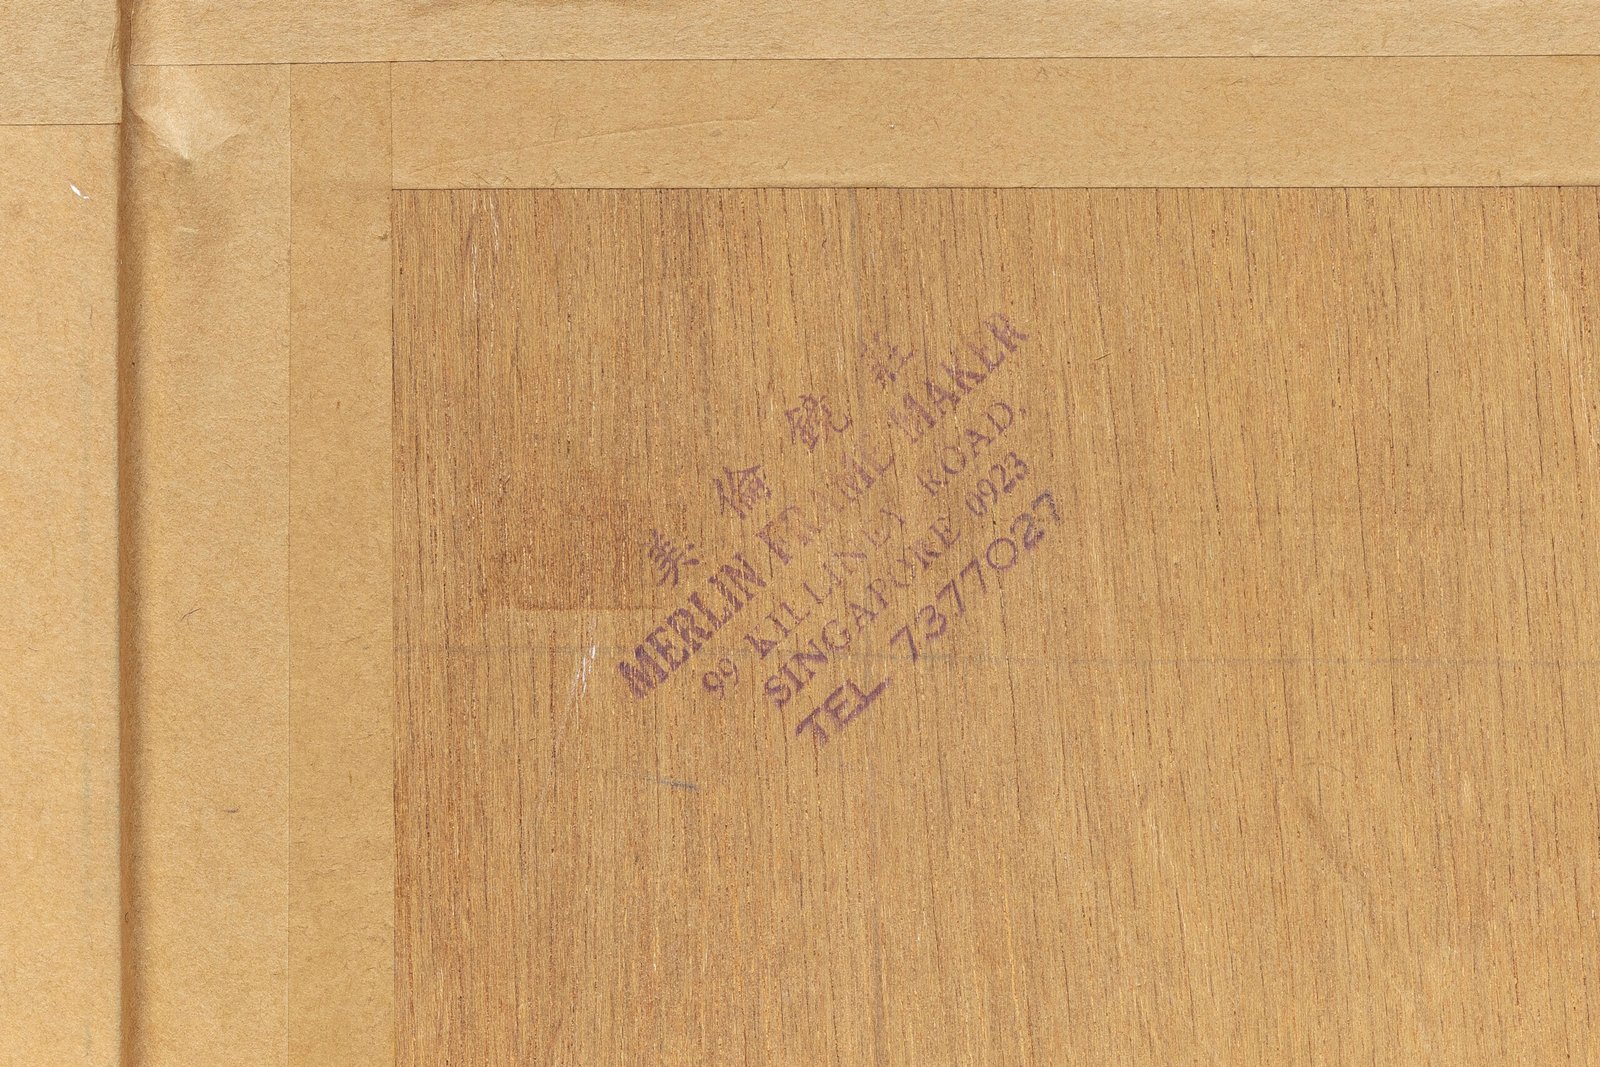 美倫鏡莊
MERLIN FRAME MAKER
99 KILLINEY ROAD,
SINGAPORE 0923
TEL 7377027